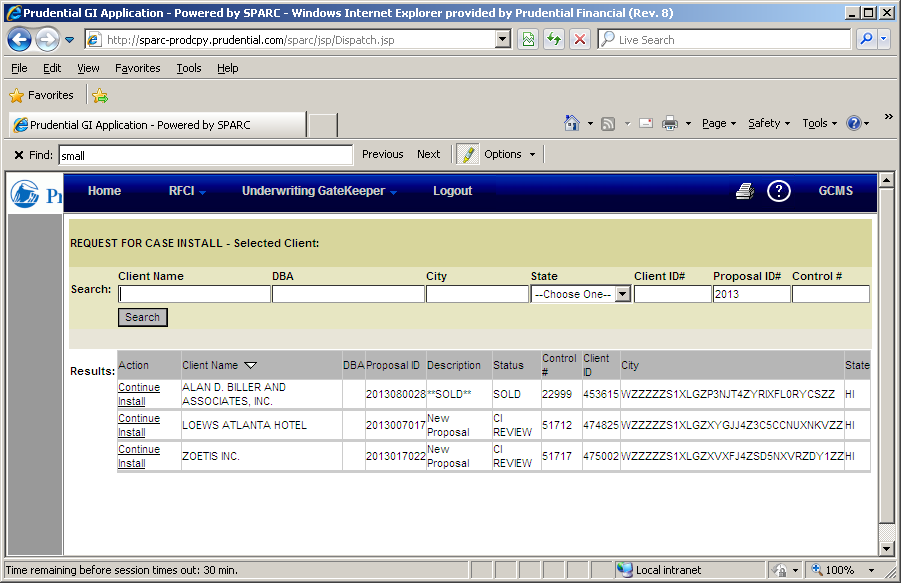 Prudential GI Application - Powered by SPARC - Windows Internet Explorer provided by Prudential Financial (Rev. 8)
http://sparc-prodcpy.prudential.com/sparc/jsp/Dispatch.jsp
Live Search
File Edit View Favorites Tools Help
Favorites
Prudential GI Application - Powered by SPARC
Page Safety Tools »
Find: small Previous Next Options
Pr Home RFCI Underwriting GateKeeper Logout ? GCMS
REQUEST FOR CASE INSTALL - Selected Client:
Client Name DBA City State Client ID# Proposal ID# Control #
Search: --Choose One-- 2013
Search
Results: Action Client Name DBA Proposal ID Description Status Control # Client ID City State
Continue Install ALAN D. BILLER AND ASSOCIATES, INC. 2013080028 **SOLD** SOLD 22999 453615 WZZZZZS1XLGZP3NJT4ZYRIXFL0RYCSZZ HI
Continue Install LOEWS ATLANTA HOTEL 2013007017 New Proposal CI REVIEW 51712 474825 WZZZZZS1XLGZXYGJJ4Z3C5CCNUXNKVZZ HI
Continue Install ZOETIS INC. 2013017022 New Proposal CI REVIEW 51717 475002 WZZZZZS1XLGZXVXFJ4ZSD5NXVRZDY1ZZ HI
Time remaining before session times out: 30 min. Local intranet 100%